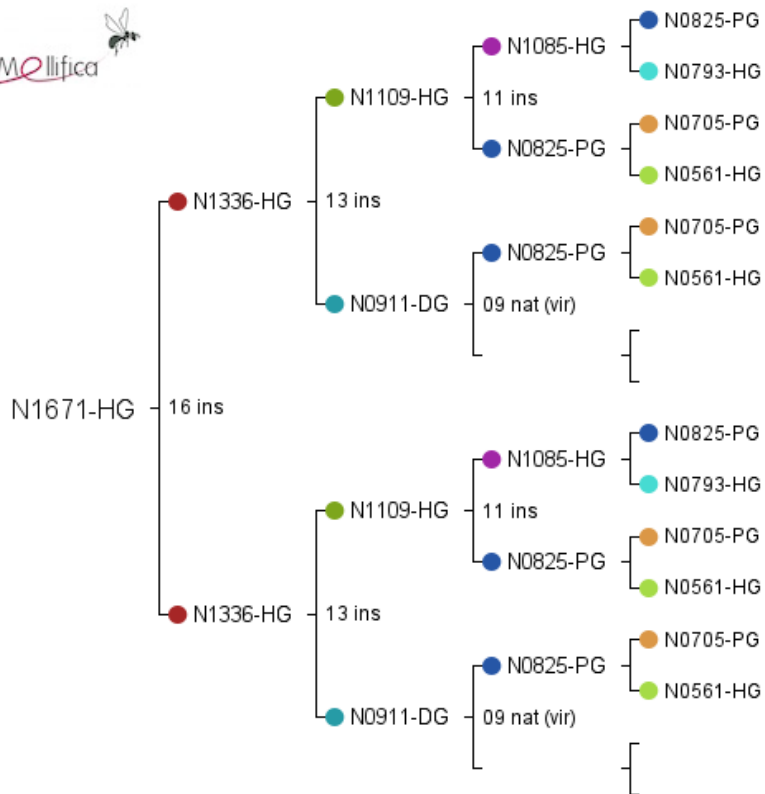 Mellifica
N0825-PG
N1085-HG
N0793-HG
N1109-HG
11 ins
N0705-PG
N0825-PG
N0561-HG
N1336-HG
13 ins
N0705-PG
N0825-PG
N0561-HG
N0911-DG
09 nat (vir)
N1671-HG
16 ins
N0825-PG
N1085-HG
N0793-HG
N1109-HG
11 ins
N0705-PG
N0825-PG
N0561-HG
N1336-HG
13 ins
N0705-PG
N0825-PG
N0561-HG
N0911-DG
09 nat (vir)